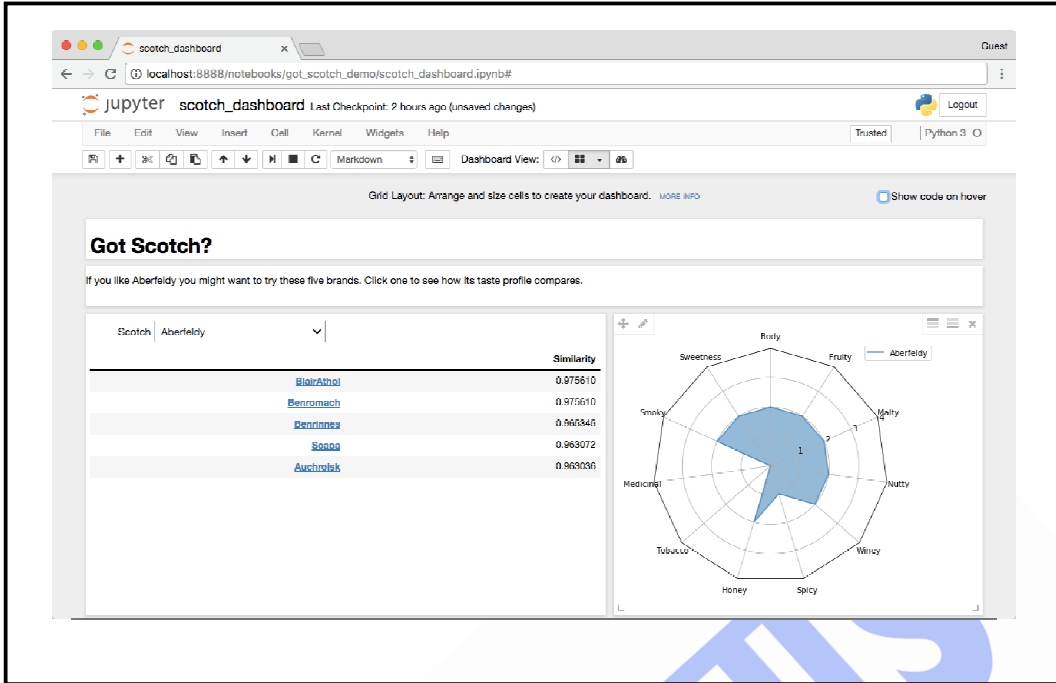 scotch_dashboard
Guest
localhost:8888/notebooks/got_scotch_demo/scotch_dashboard.ipynb#
jupyter scotch_dashboard Last Checkpoint: 2 hours ago (unsaved changes)
Logout
File Edit View Insert Cell Kernel Widgets Help
Trusted Python 3
Markdown Dashboard View:
Grid Layout: Arrange and size cells to create your dashboard. MORE INFO
Show code on hover
Got Scotch?
If you like Aberfeldy you might want to try these five brands. Click one to see how its taste profile compares.
Scotch Aberfeldy
Similarity
BlairAthol 0.975610
Benromach 0.975610
Benrinnes 0.965345
Scapa 0.963072
Auchroisk 0.963036
Body
Sweetness Fruity Aberfeldy
Smoky Malty
4
3
2
1
Medicinal Nutty
Tobacco Winey
Honey Spicy
TIS